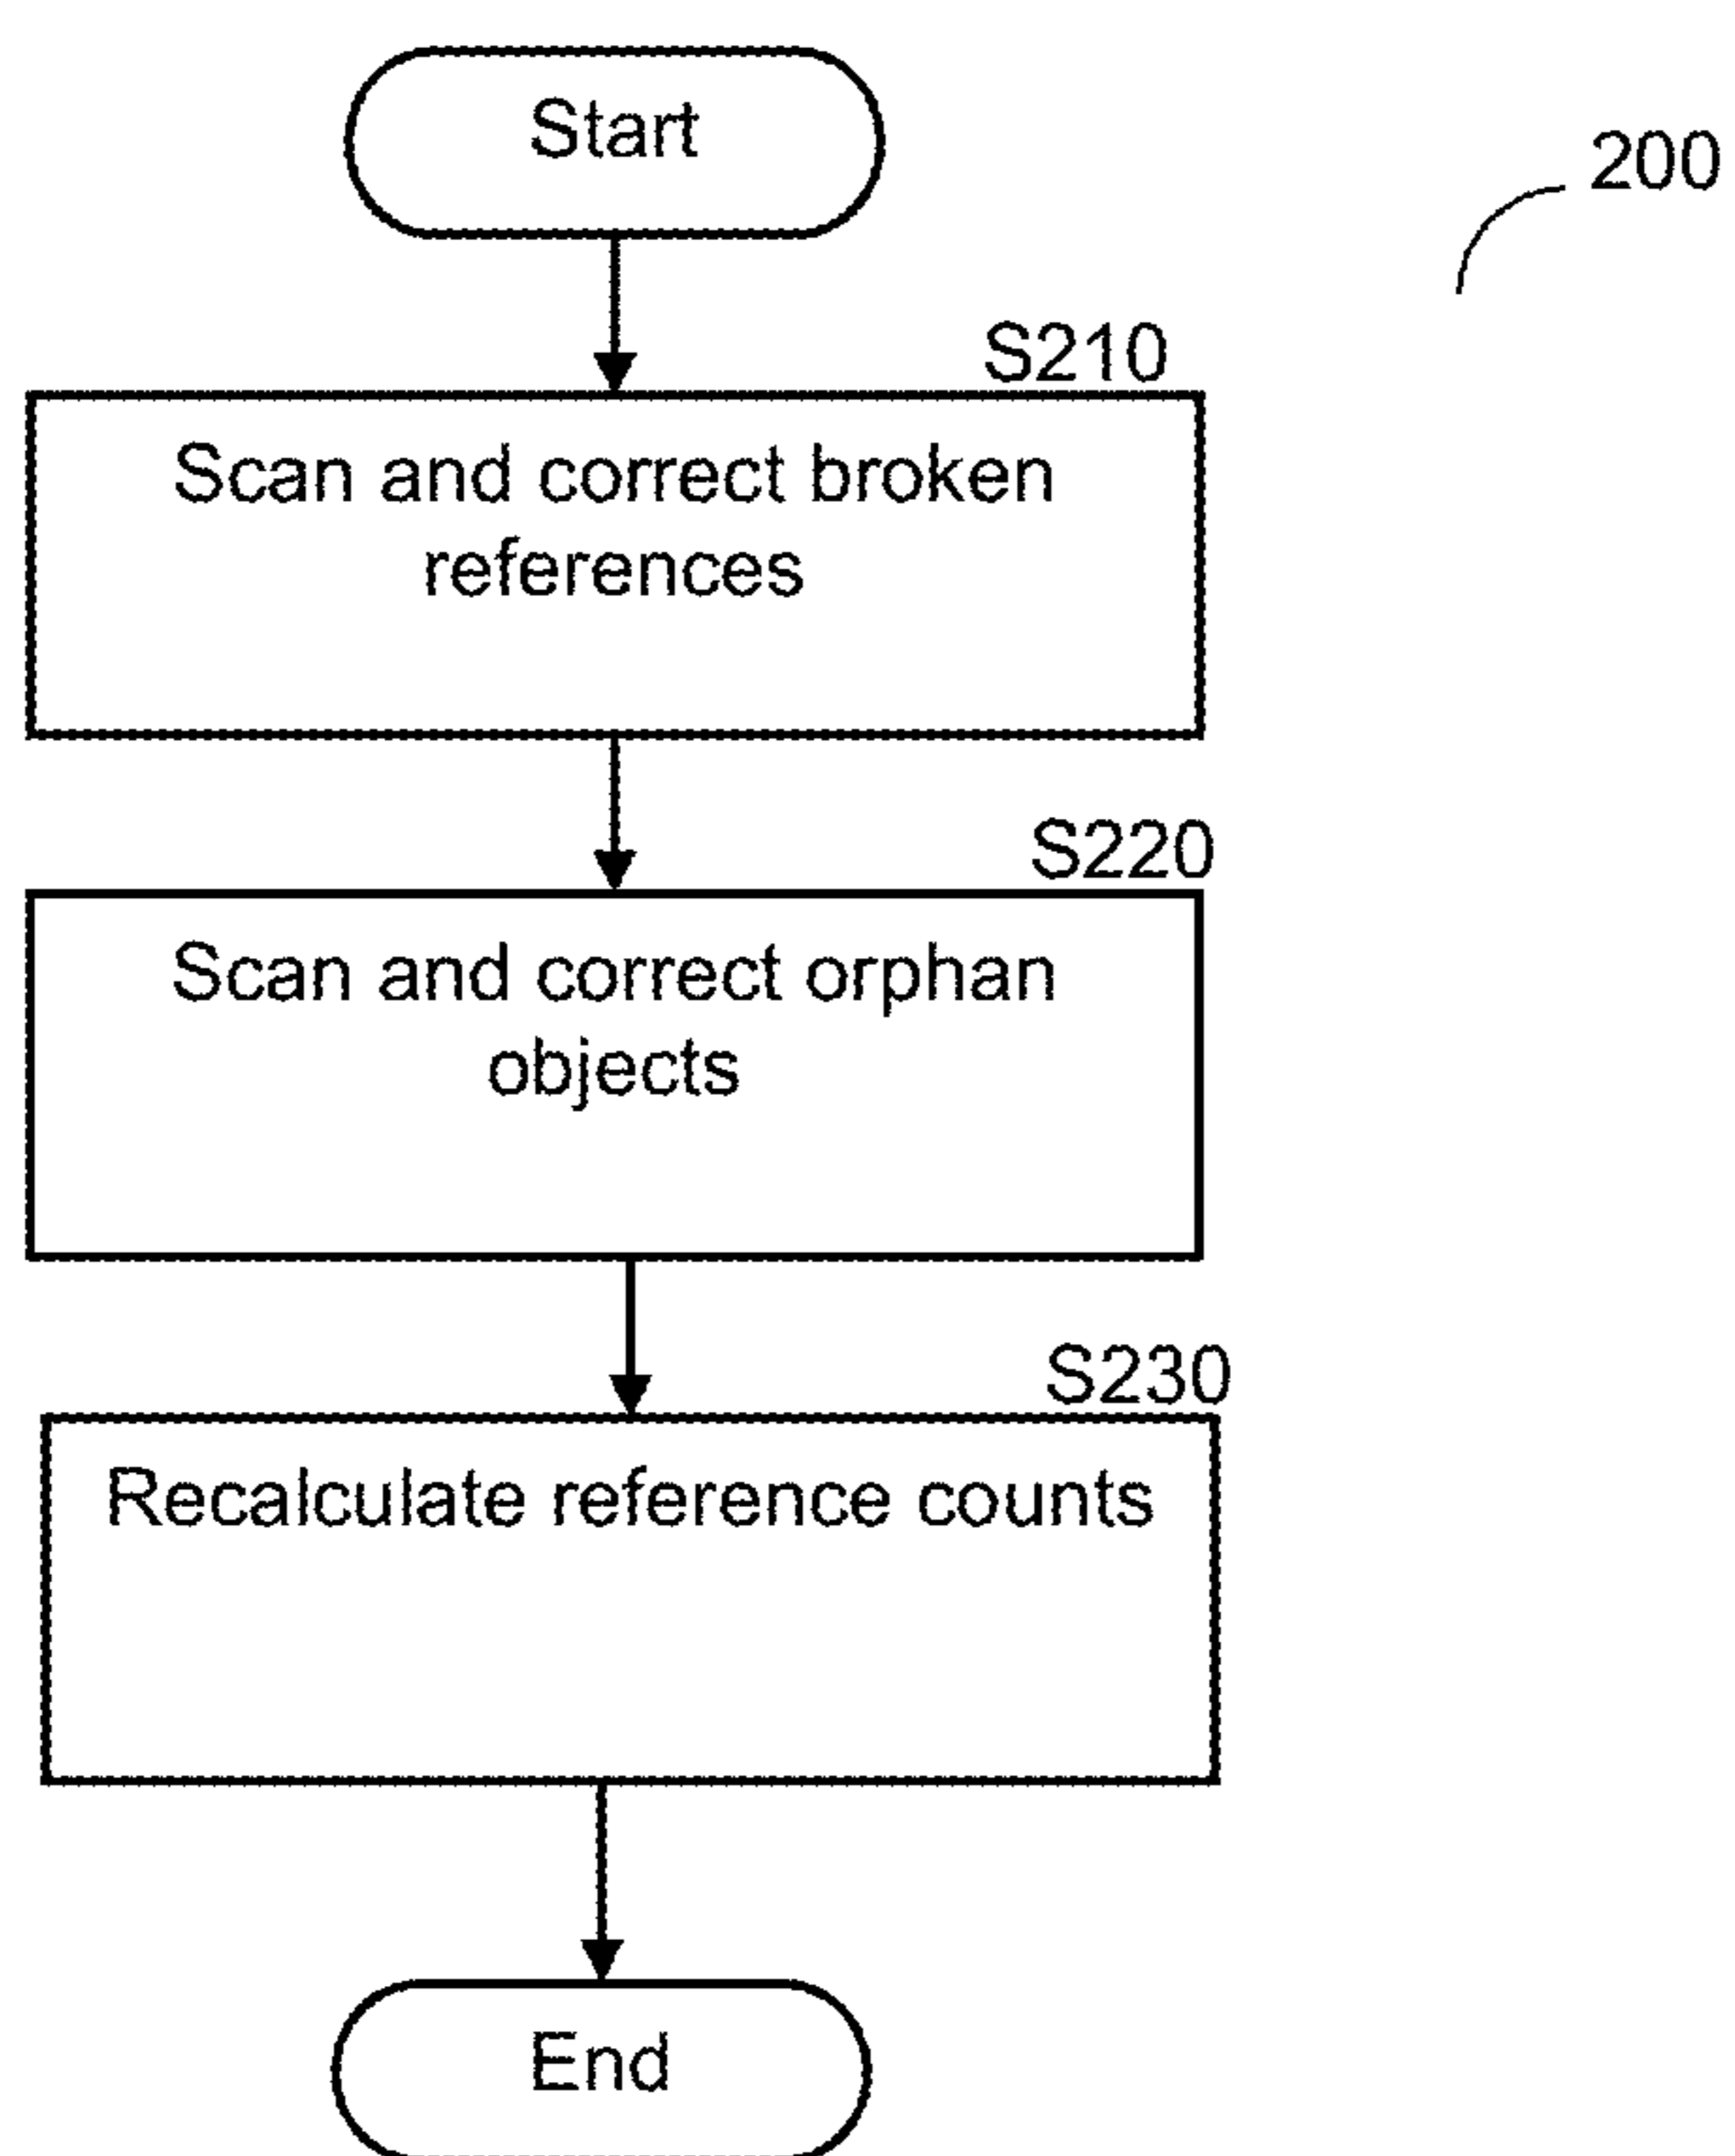 Start
200
S210
Scan and correct broken
references
S220
Scan and correct orphan
objects
S230
Recalculate reference counts
End